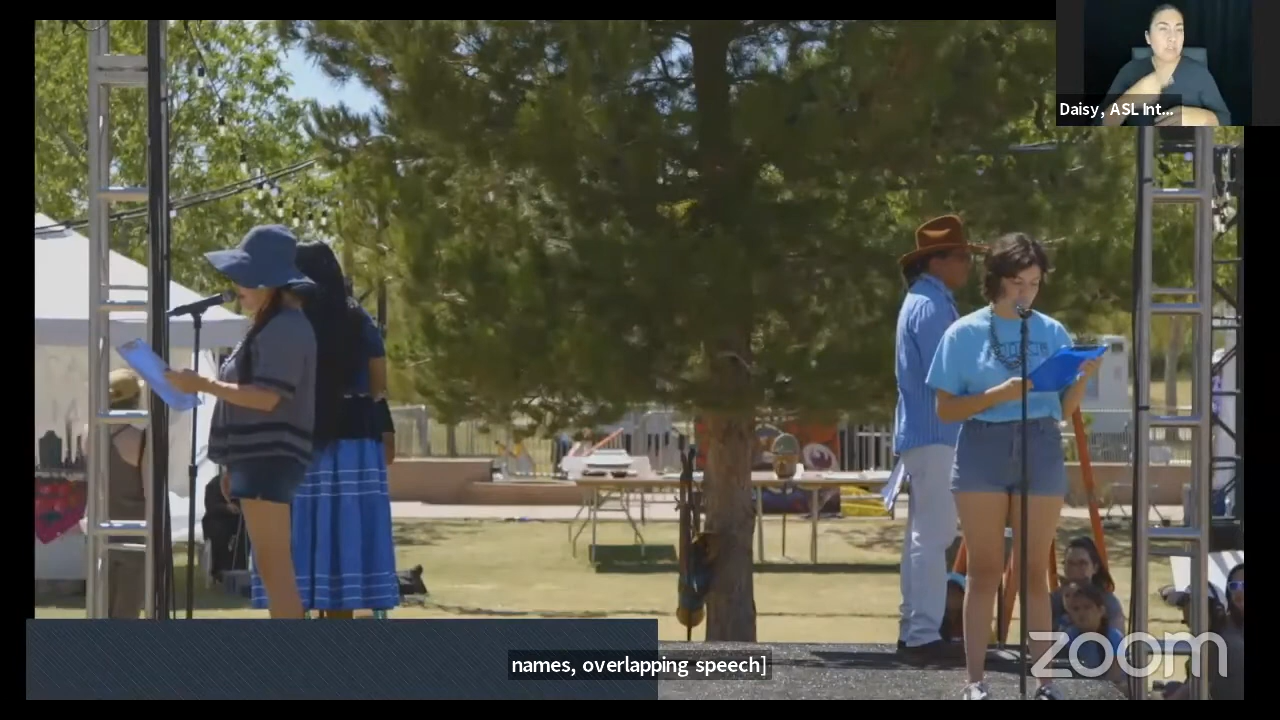 Daisy, ASL Int...
names, overlapping speech]
zoom